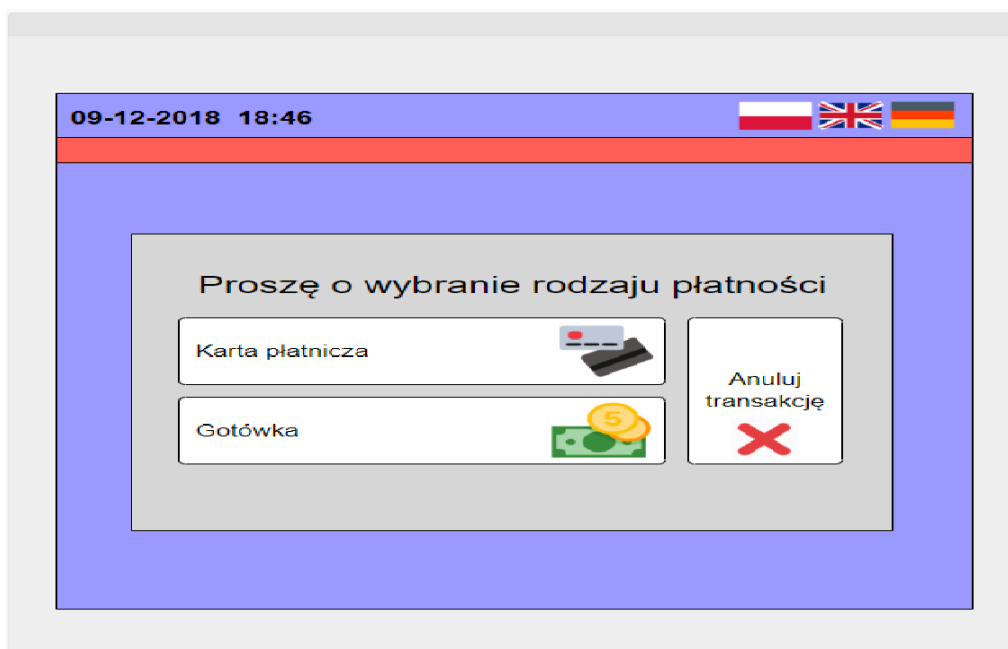 09-12-2018 18:46
Proszę o wybranie rodzaju płatności
Karta płatnicza
Gotówka
5
Anuluj
transakcję